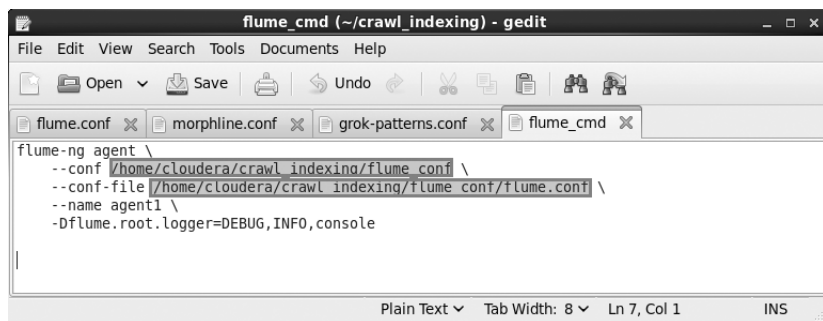 flume_cmd (~/crawl_indexing) - gedit
File Edit View Search Tools Documents Help
Open Save Undo
flume.conf morphline.conf grok-patterns.conf flume_cmd
flume-ng agent \
--conf /home/cloudera/crawl_indexing/flume_conf \
--conf-file /home/cloudera/crawl_indexing/flume_conf/flume.conf \
--name agent1 \
-Dflume.root.logger=DEBUG,INFO,console
Plain Text Tab Width: 8 Ln 7, Col 1 INS